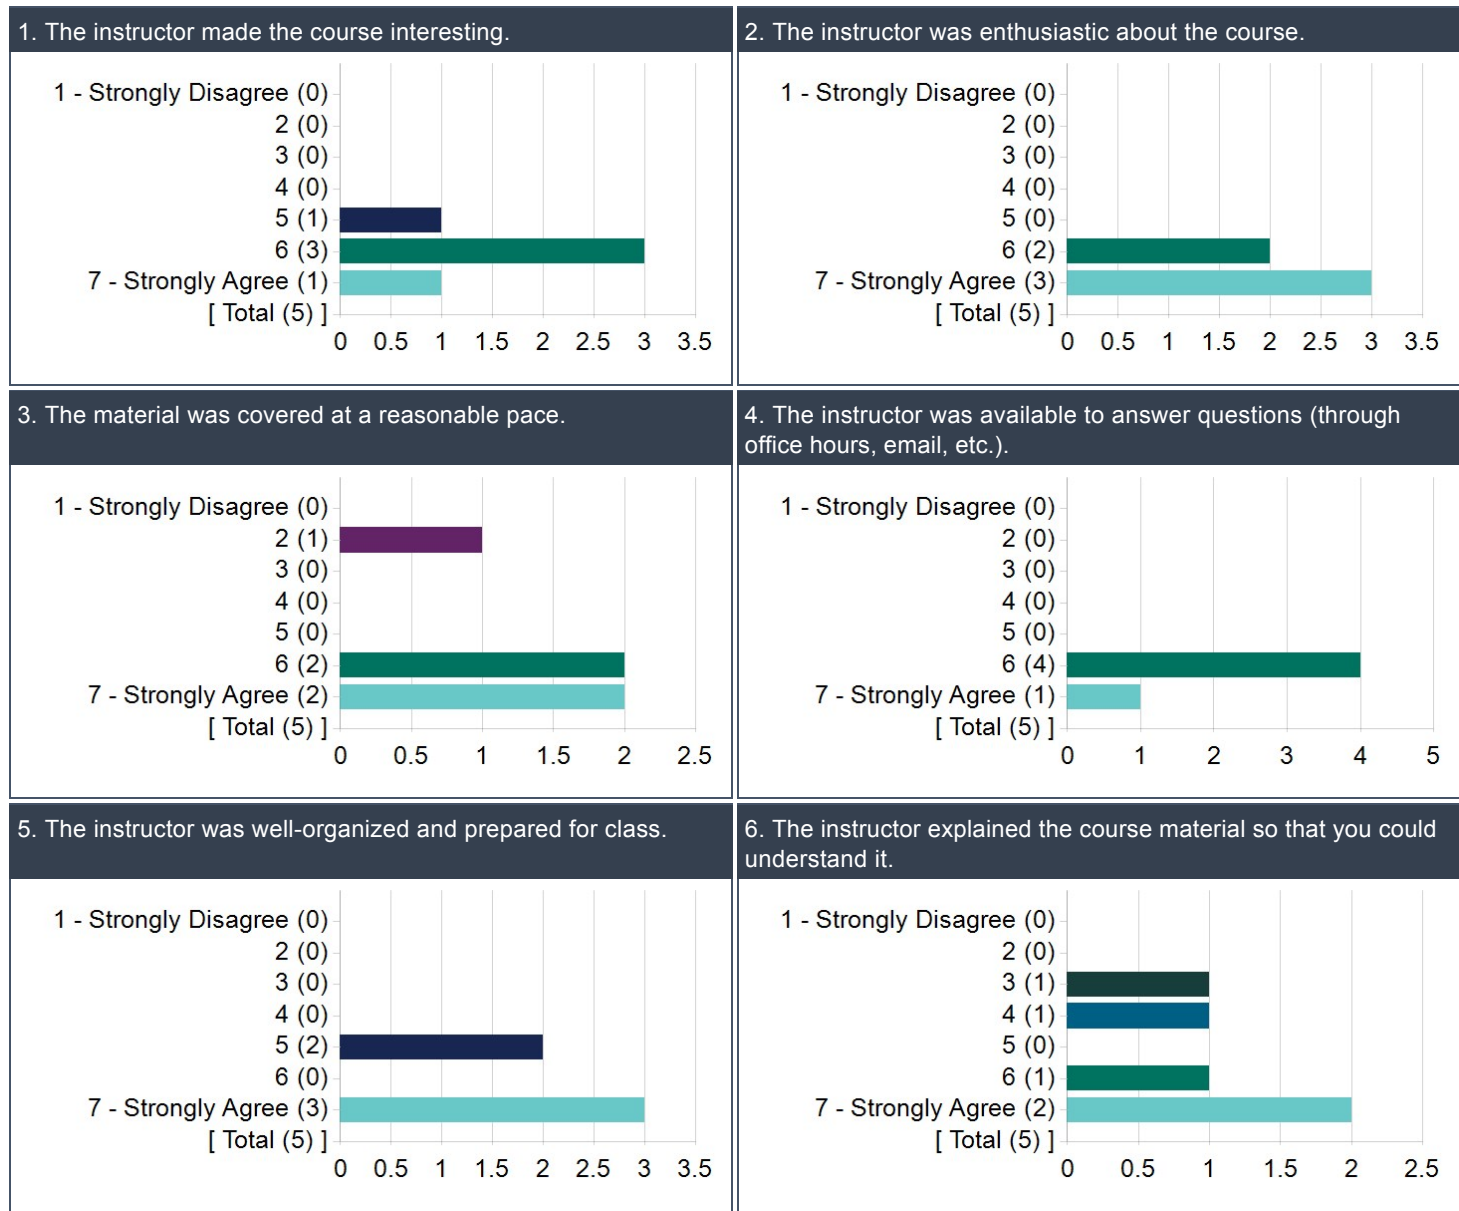 1. The instructor made the course interesting.
1 - Strongly Disagree (0)
2 (0)
3 (0)
4 (0)
5 (1)
6 (3)
7 - Strongly Agree (1)
[ Total (5) ]
0 0.5 1 1.5 2 2.5 3 3.5
2. The instructor was enthusiastic about the course.
1 - Strongly Disagree (0)
2 (0)
3 (0)
4 (0)
5 (0)
6 (2)
7 - Strongly Agree (3)
[ Total (5) ]
0 0.5 1 1.5 2 2.5 3 3.5
3. The material was covered at a reasonable pace.
1 - Strongly Disagree (0)
2 (1)
3 (0)
4 (0)
5 (0)
6 (2)
7 - Strongly Agree (2)
[ Total (5) ]
0 0.5 1 1.5 2 2.5
4. The instructor was available to answer questions (through
office hours, email, etc.).
1 - Strongly Disagree (0)
2 (0)
3 (0)
4 (0)
5 (0)
6 (4)
7 - Strongly Agree (1)
[ Total (5) ]
0 1 2 3 4 5
5. The instructor was well-organized and prepared for class.
1 - Strongly Disagree (0)
2 (0)
3 (0)
4 (0)
5 (2)
6 (0)
7 - Strongly Agree (3)
[ Total (5) ]
0 0.5 1 1.5 2 2.5 3 3.5
6. The instructor explained the course material so that you could
understand it.
1 - Strongly Disagree (0)
2 (0)
3 (1)
4 (1)
5 (0)
6 (1)
7 - Strongly Agree (2)
[ Total (5) ]
0 0.5 1 1.5 2 2.5